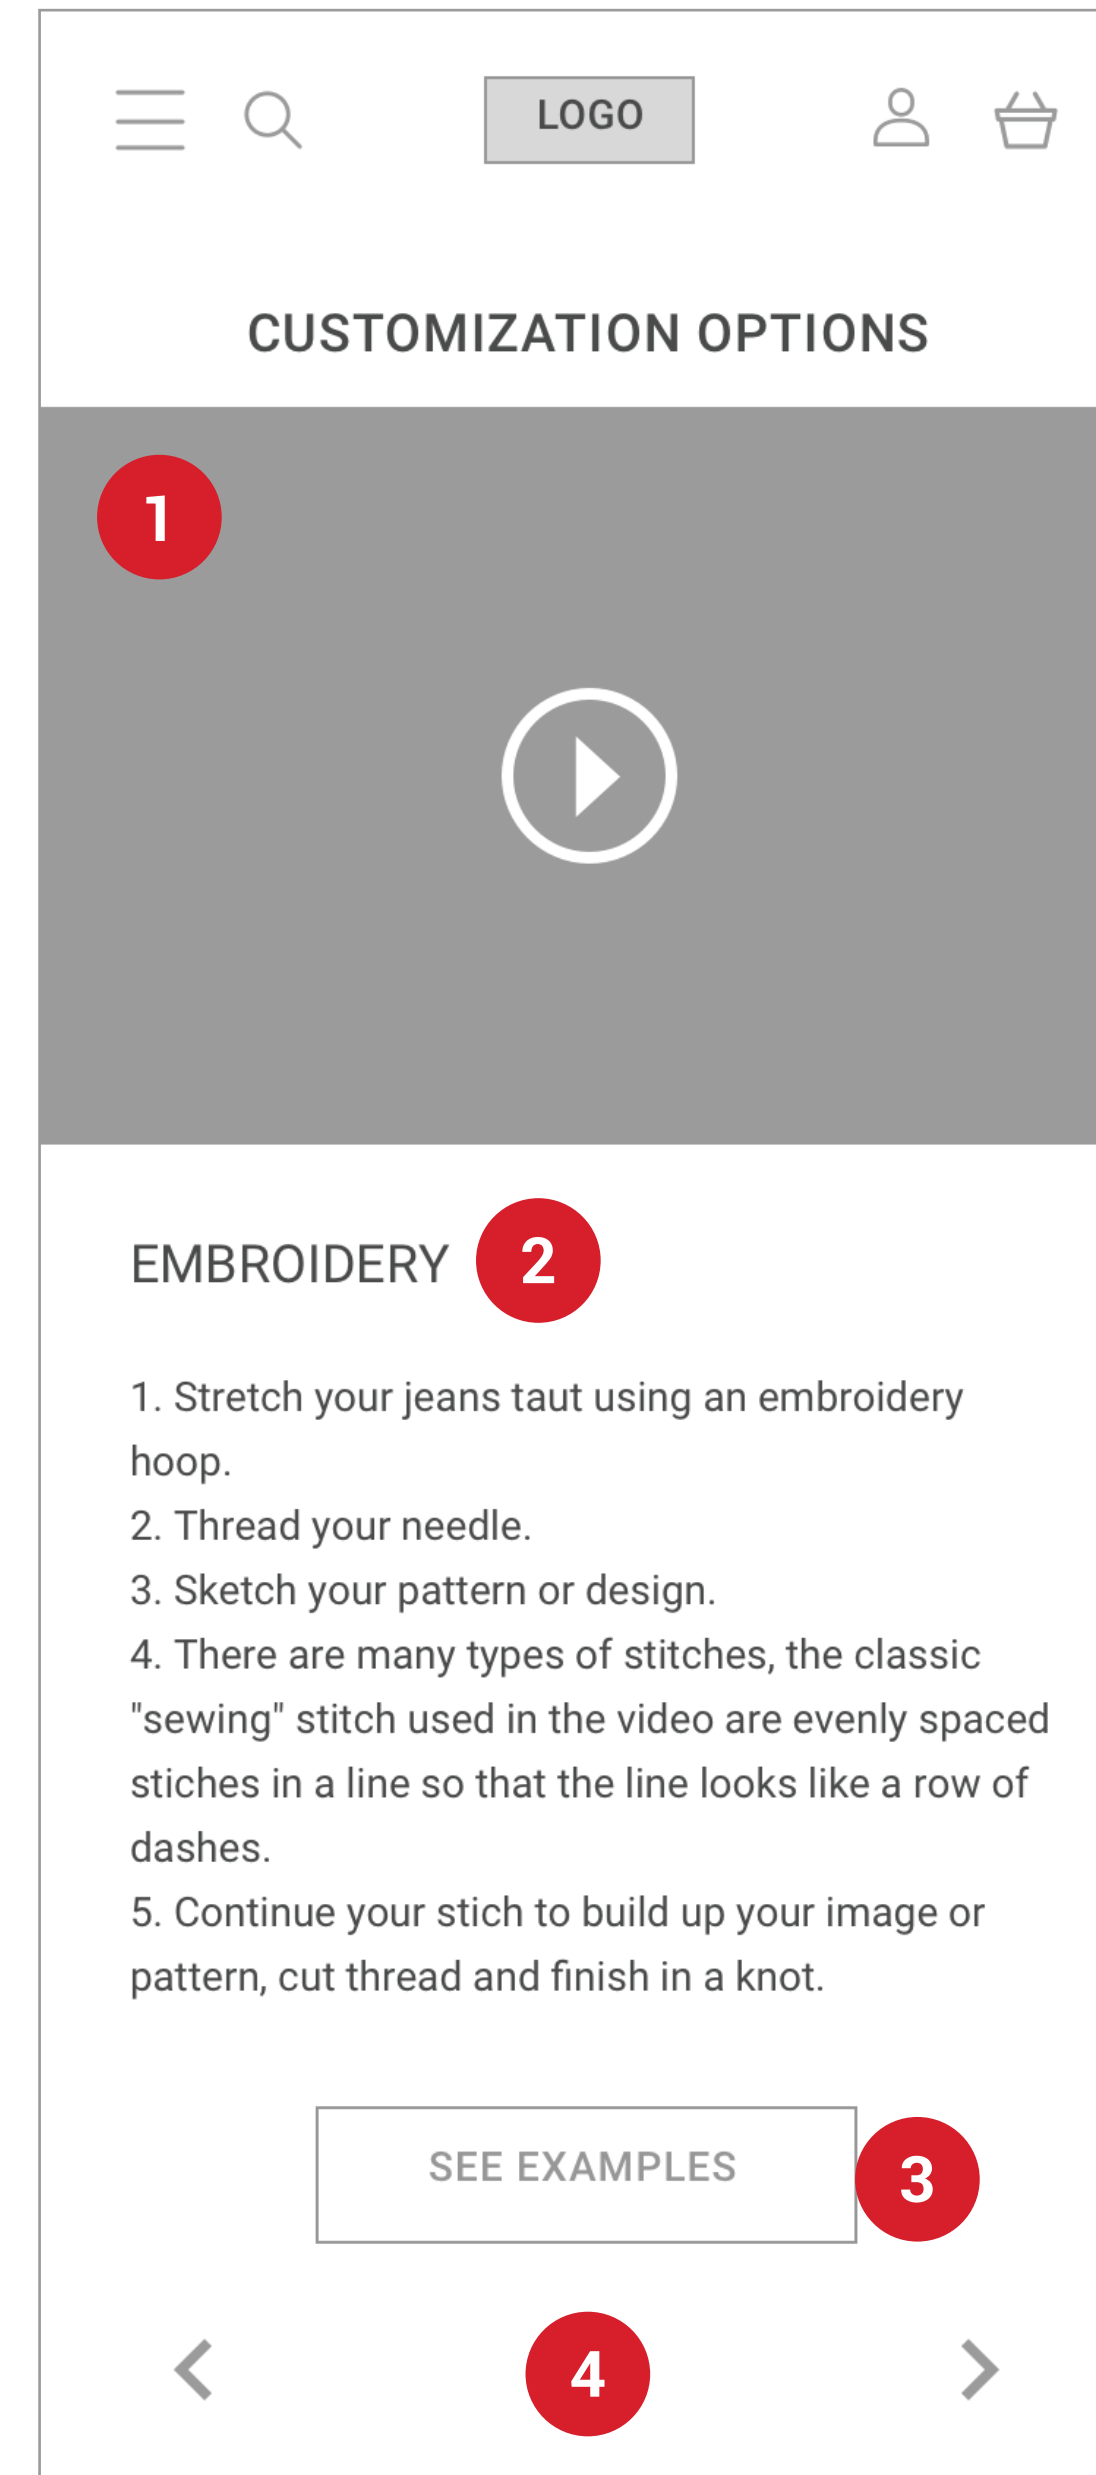 LOGO
CUSTOMIZATION OPTIONS
1
EMBROIDERY 2
1. Stretch your jeans taut using an embroidery
hoop.
2. Thread your needle.
3. Sketch your pattern or design.
4. There are many types of stitches, the classic
"sewing" stitch used in the video are evenly spaced
stiches in a line so that the line looks like a row of
dashes.
5. Continue your stich to build up your image or
pattern, cut thread and finish in a knot.
SEE EXAMPLES 3
4